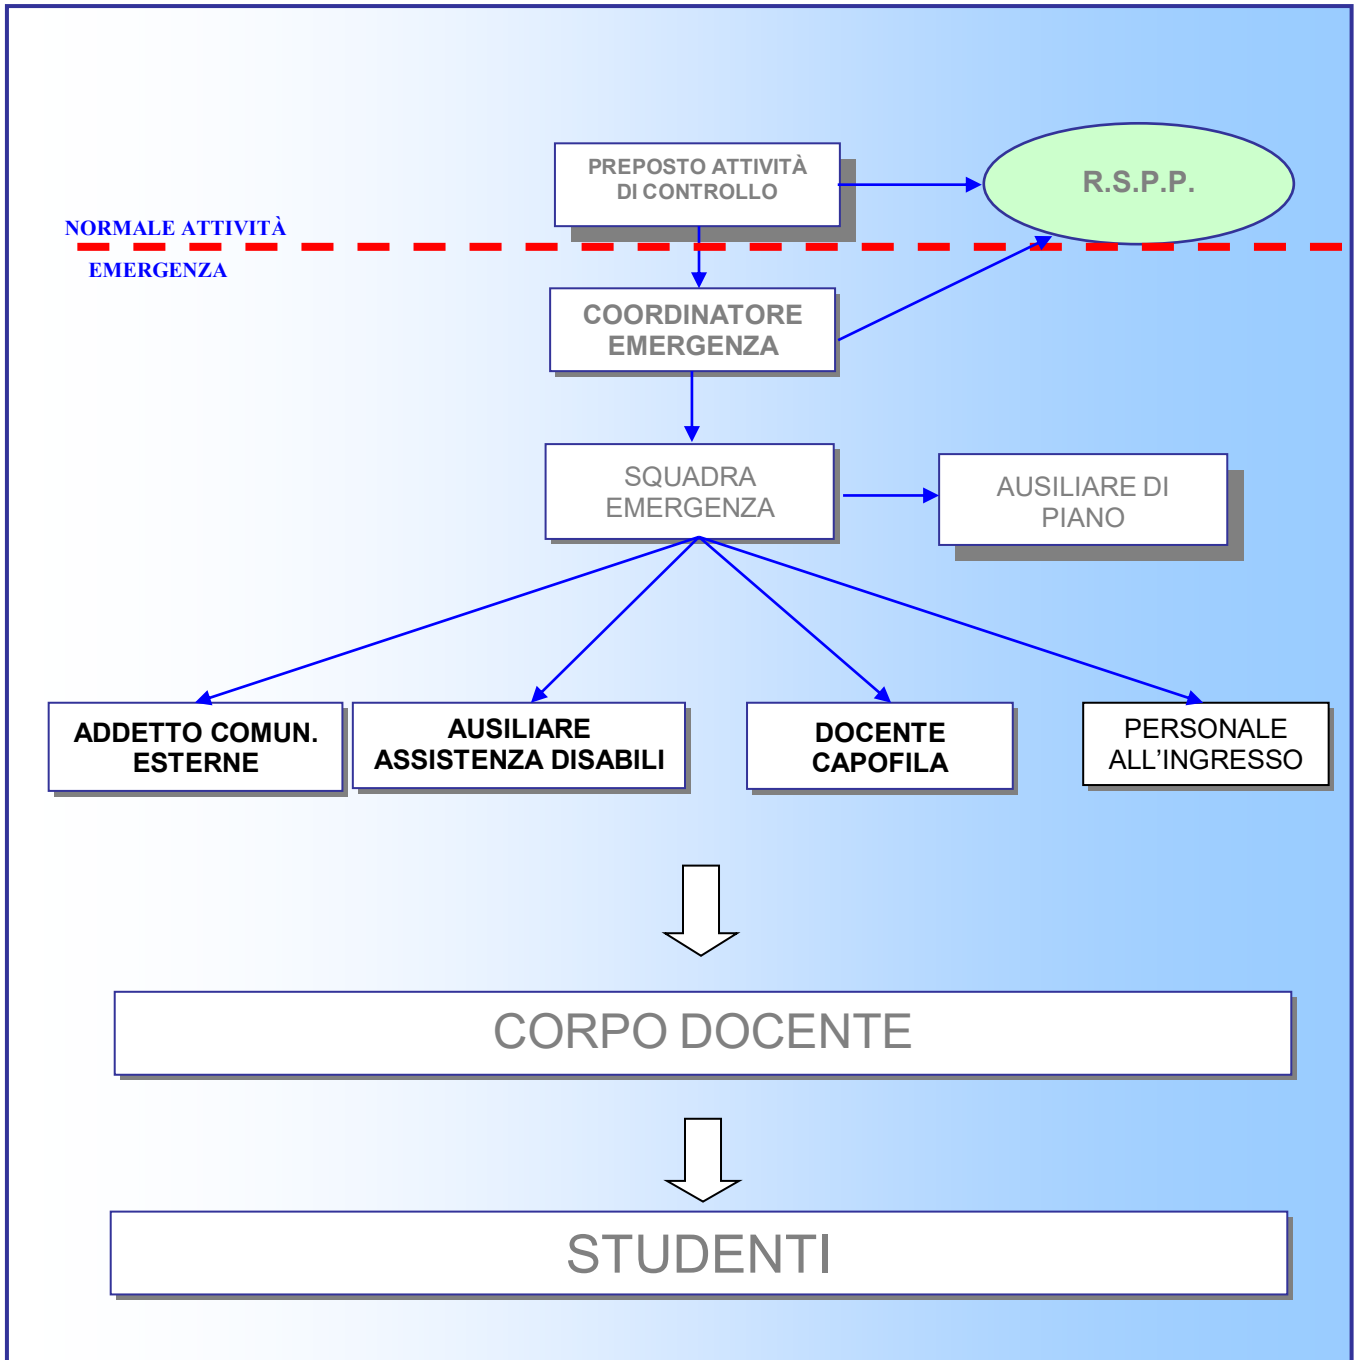 PREPOSTO ATTIVITÀ
DI CONTROLLO
R.S.P.P.
NORMALE ATTIVITÀ
EMERGENZA
COORDINATORE
EMERGENZA
SQUADRA
EMERGENZA
AUSILIARE DI
PIANO
ADDETTO COMUN.
ESTERNE
AUSILIARE
ASSISTENZA DISABILI
DOCENTE
CAPOFILA
PERSONALE
ALL’INGRESSO
CORPO DOCENTE
STUDENTI